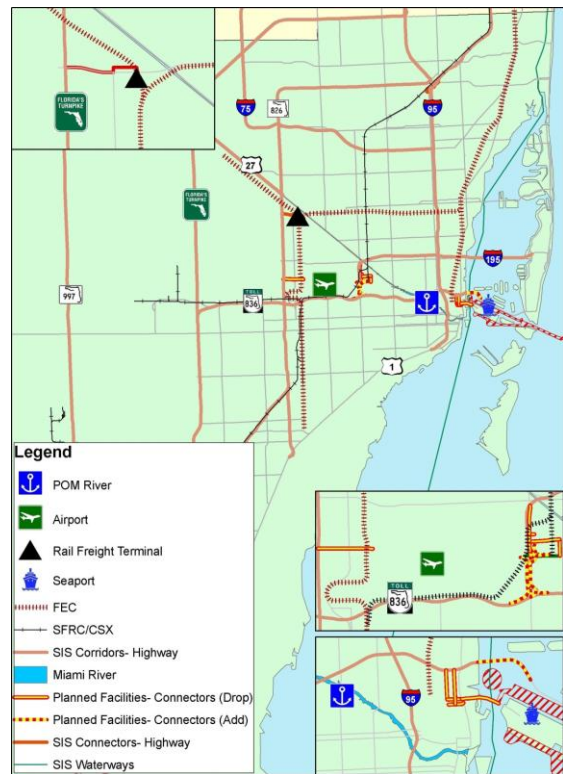 FLORIDA'S
TURNPIKE
75
826
95
27
FLORIDA'S
TURNPIKE
195
997
TOLL
836
1
Legend
POM River
Airport
Rail Freight Terminal
Seaport
FEC
SFRC/CSX
SIS Corridors- Highway
Miami River
Planned Facilities- Connectors (Drop)
Planned Facilities- Connectors (Add)
SIS Connectors- Highway
SIS Waterways
TOLL
836
95